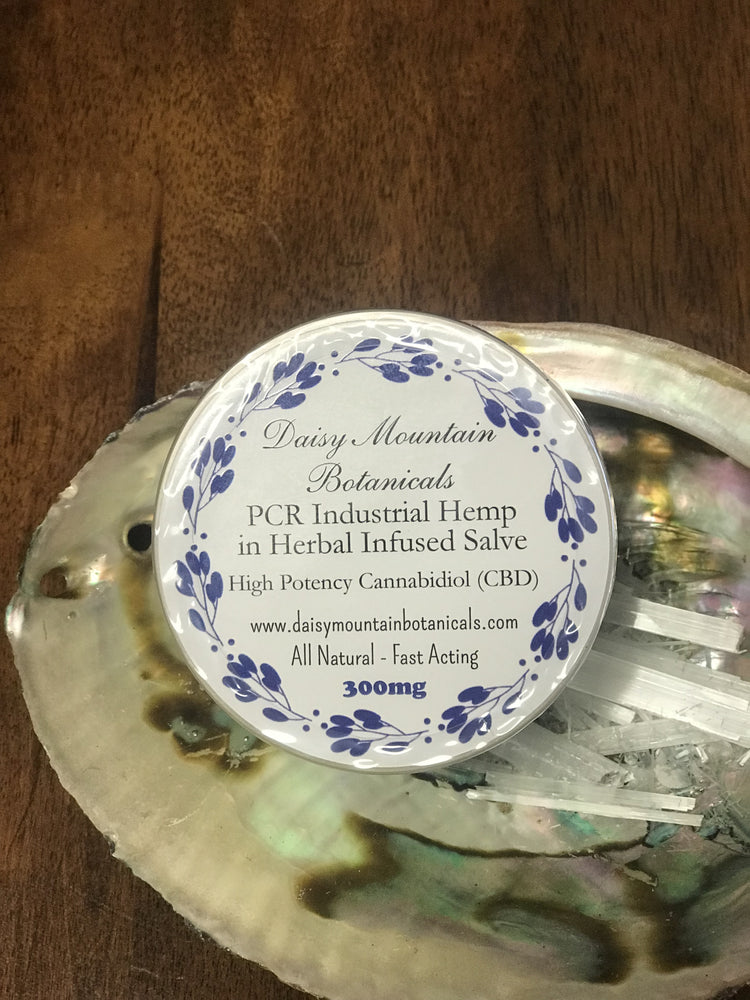 Daisy Mountain
Botanicals
PCR Industrial Hemp
in Herbal Infused Salve
High Potency Cannabidiol (CBD)
www.daisymountainbotanicals.com
All Natural - Fast Acting
300mg